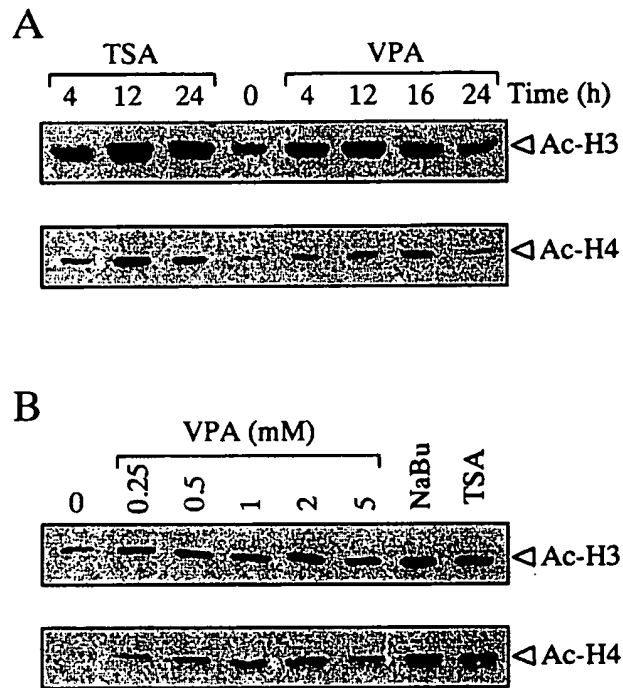 A
TSA VPA
4 12 24 0 4 12 16 24 Time (h)
Ac-H3
Ac-H4
B
VPA (mM)
0 0.25 0.5 1 2 5 NaBu TSA
Ac-H3
Ac-H4